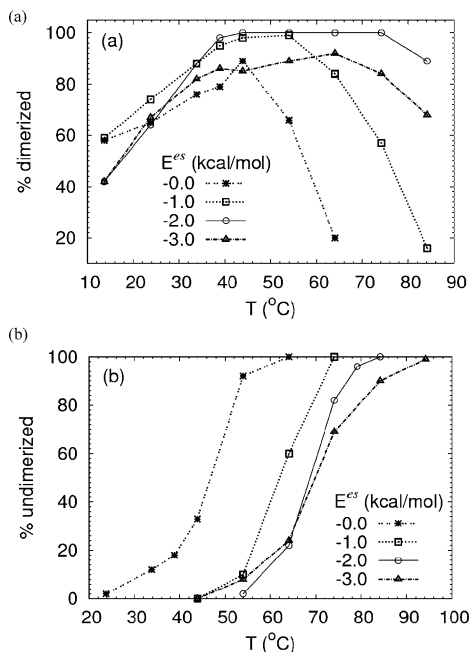 (a)
(a)
100
80
60
40
20
% dimerized
E^es (kcal/mol)
-0.0
-1.0
-2.0
-3.0
10 20 30 40 50 60 70 80 90
T (°C)
(b)
(b)
100
80
60
40
20
0
% undimerized
E^es (kcal/mol)
-0.0
-1.0
-2.0
-3.0
20 30 40 50 60 70 80 90 100
T (°C)